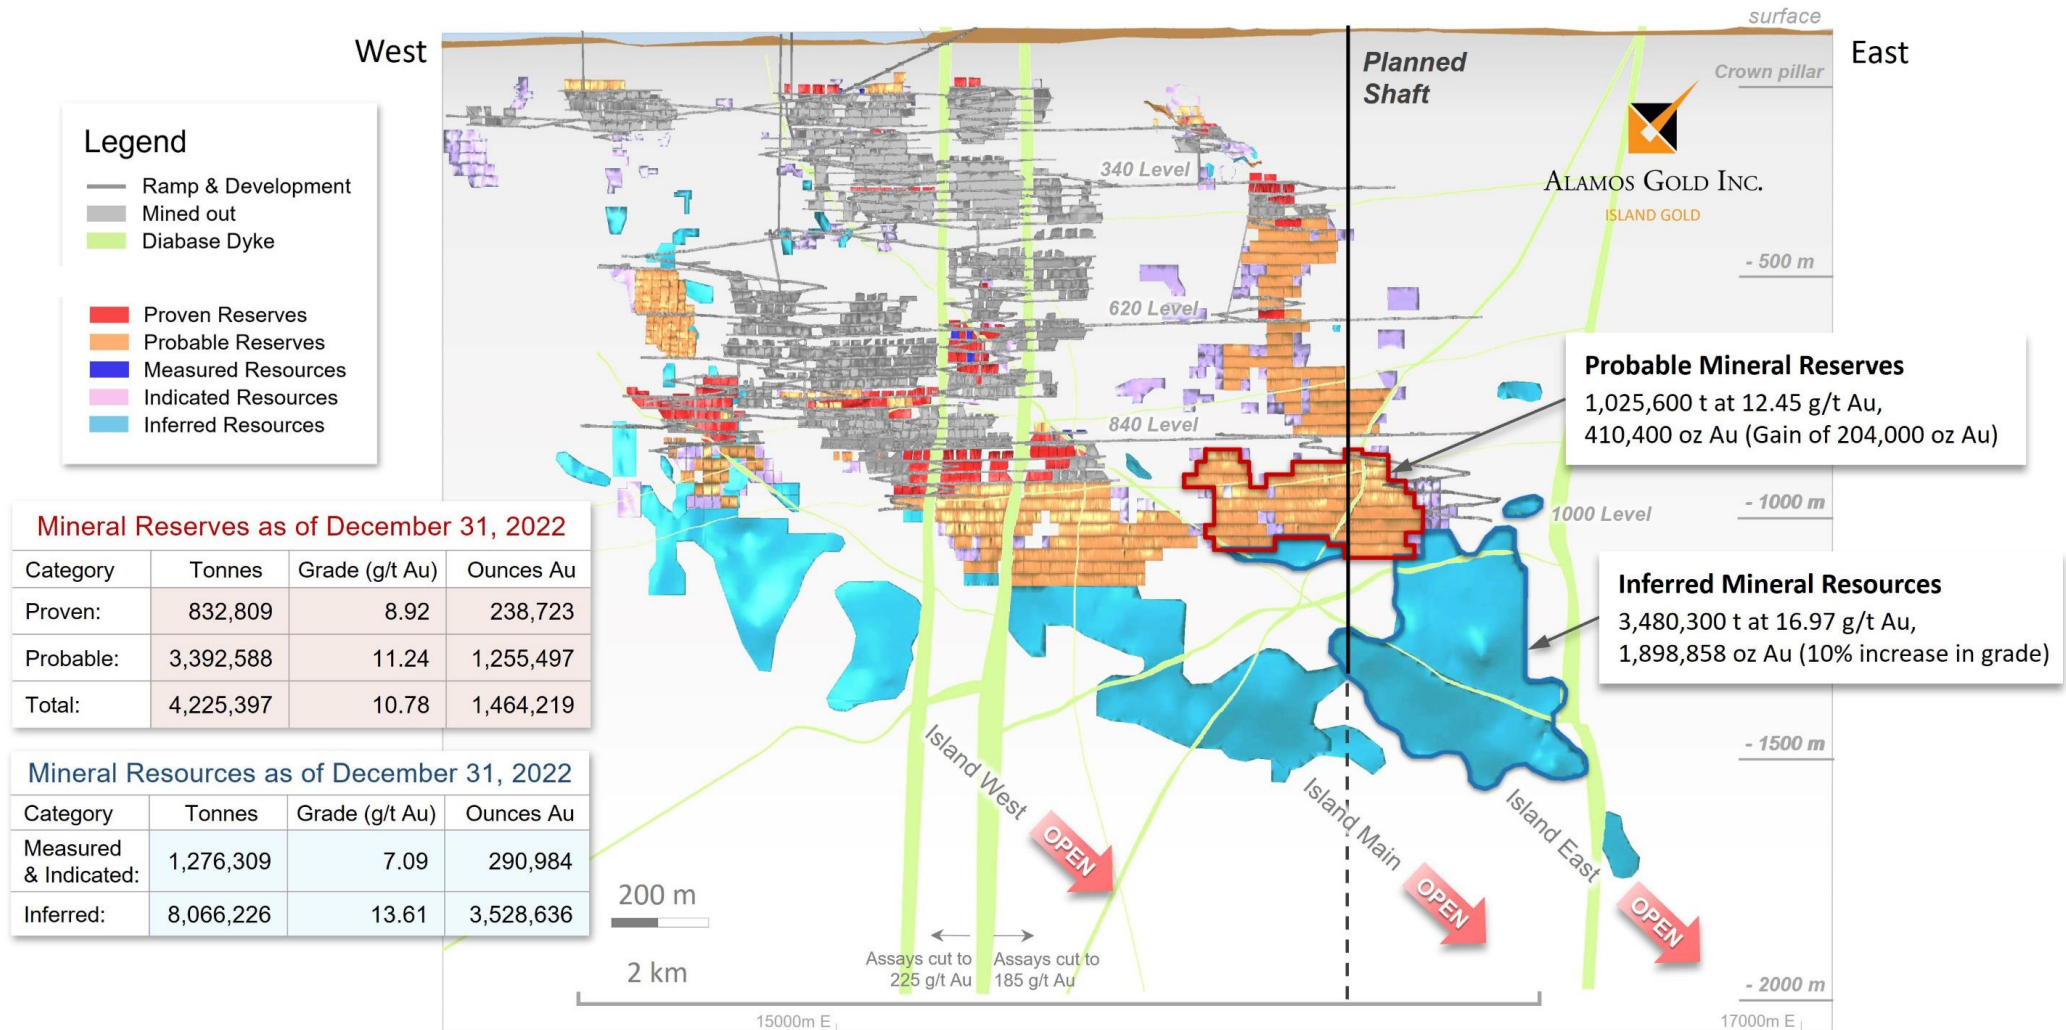 surface
West
East
Planned
Shaft
Crown pillar
ALAMOS GOLD INC.
ISLAND GOLD
Legend
Ramp & Development
Mined out
Diabase Dyke
Proven Reserves
Probable Reserves
Measured Resources
Indicated Resources
Inferred Resources
340 Level
- 500 m
620 Level
840 Level
Probable Mineral Reserves
1,025,600 t at 12.45 g/t Au,
410,400 oz Au (Gain of 204,000 oz Au)
- 1000 m
1000 Level
Inferred Mineral Resources
3,480,300 t at 16.97 g/t Au,
1,898,858 oz Au (10% increase in grade)
Mineral Reserves as of December 31, 2022
Category Tonnes Grade (g/t Au) Ounces Au
Proven: 832,809 8.92 238,723
Probable: 3,392,588 11.24 1,255,497
Total: 4,225,397 10.78 1,464,219
Mineral Resources as of December 31, 2022
Category Tonnes Grade (g/t Au) Ounces Au
Measured
& Indicated: 1,276,309 7.09 290,984
Inferred: 8,066,226 13.61 3,528,636
- 1500 m
Island West
OPEN
Island Main
OPEN
Island East
OPEN
200 m
2 km
Assays cut to
225 g/t Au
Assays cut to
185 g/t Au
- 2000 m
15000m E
17000m E